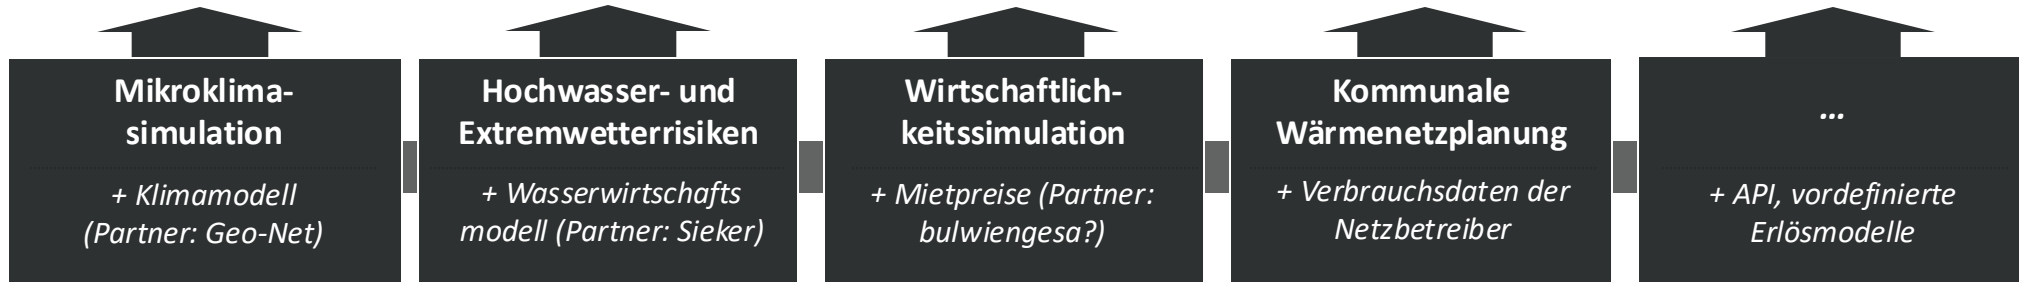 Mikroklima-
simulation
+ Klimamodell
(Partner: Geo-Net)
Hochwasser- und
Extremwetterrisiken
+ Wasserwirtschafts
modell (Partner: Sieker)
Wirtschaftlich-
keitssimulation
+ Mietpreise (Partner:
bulwiengesa?)
Kommunale
Wärmenetzplanung
+ Verbrauchsdaten der
Netzbetreiber
...
+ API, vordefinierte
Erlösmodelle